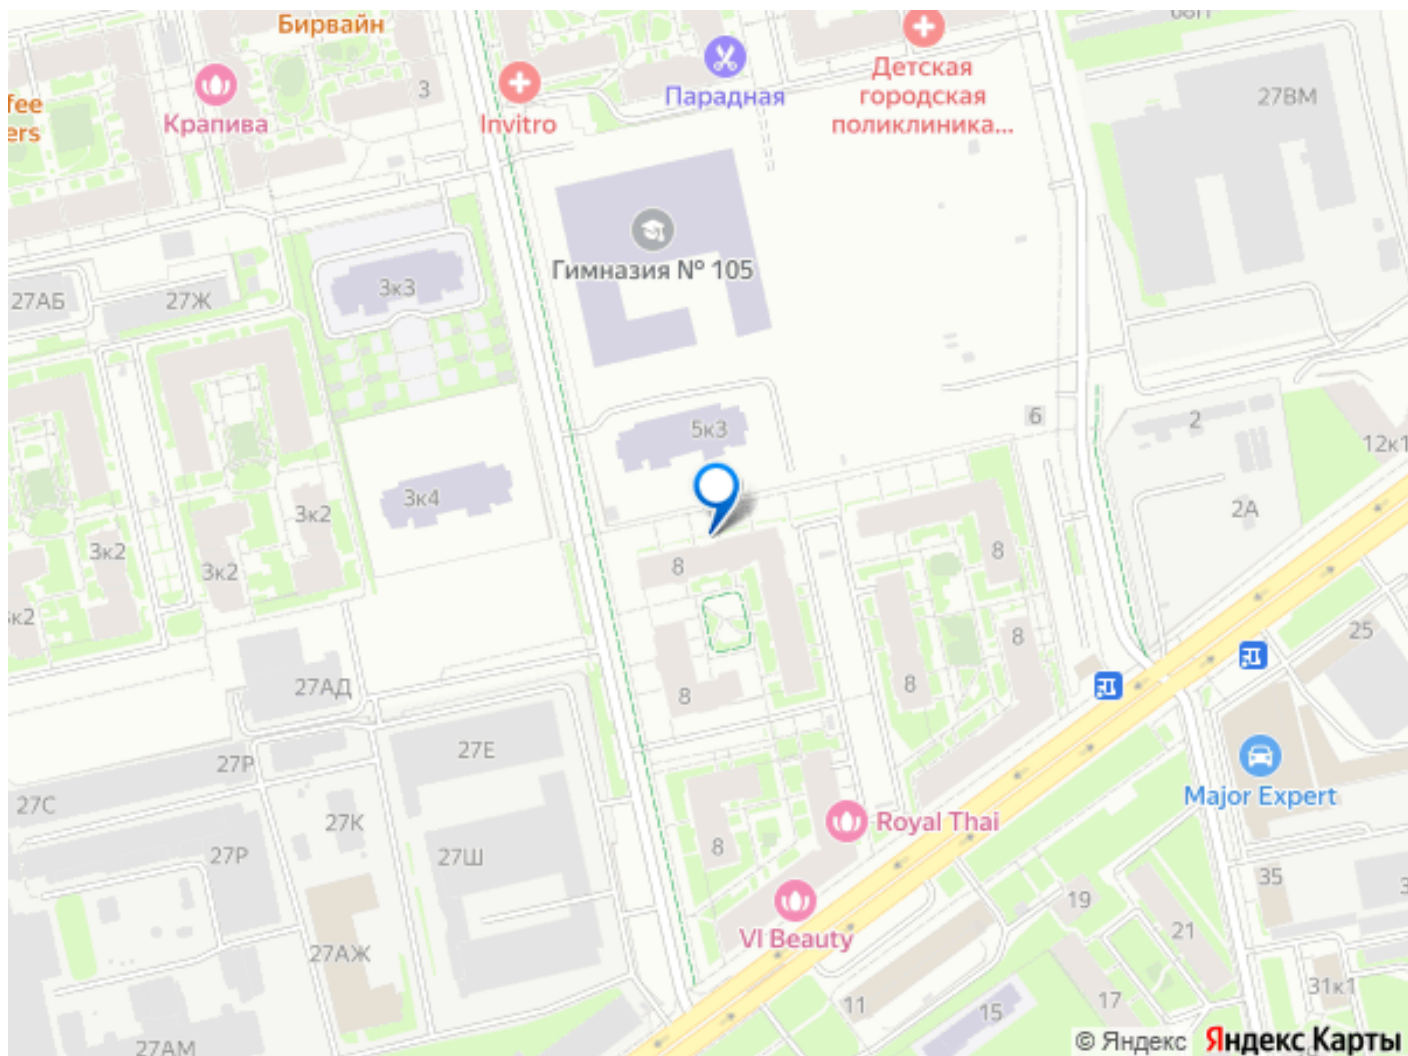 Бирвайн
Крапива
3
Invitro
Парадная
Детская
городская
поликлиника...
27ВМ
fee
ers
Гимназия № 105
27АБ
27Ж
3к3
5к3
6
2
12к1
3к4
3к2
3к2
3к2
к2
2А
8
8
8
8
8
25
27АД
27Р
27Е
27С
27К
27Р
27Ш
8
Royal Thai
Major Expert
VI Beauty
35
3
19
21
27АЖ
11
15
17
31к1
27АМ
© Яндекс Яндекс Карты